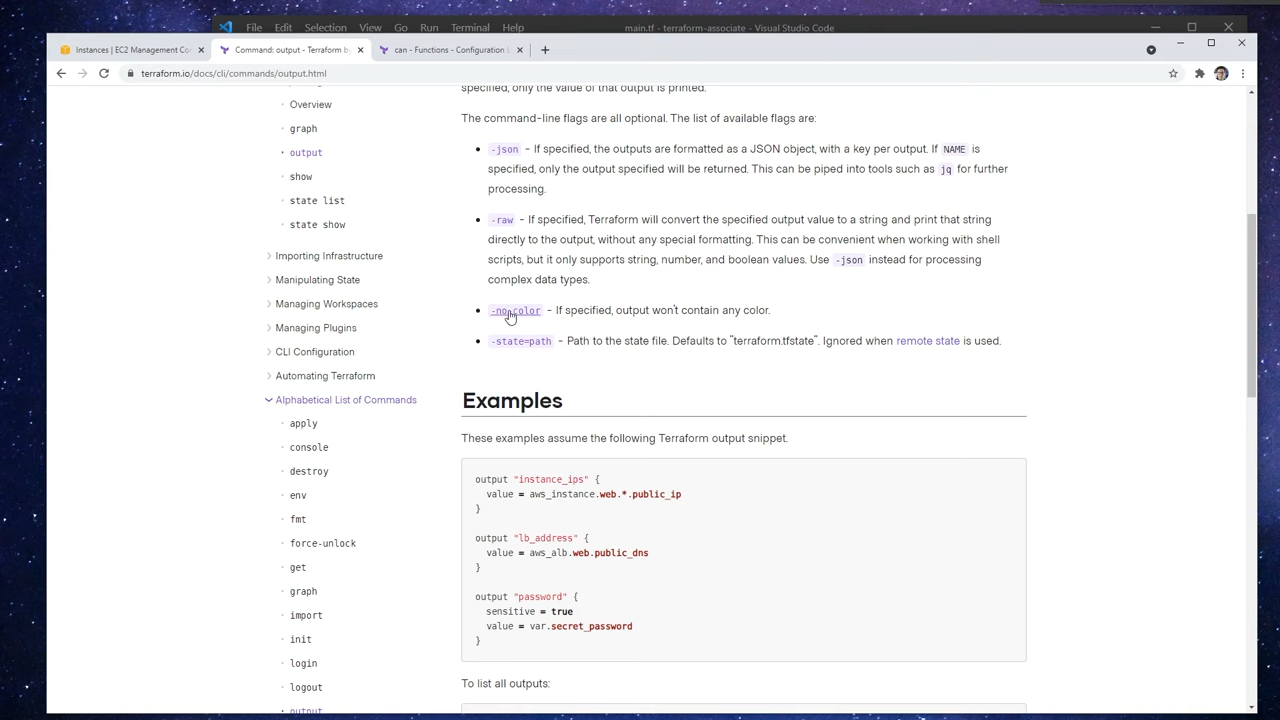 File Edit Selection View Go Run Terminal Help main.tf - terraform-associate - Visual Studio Code
Instances | EC2 Management Co
Command: output - Terraform by
can - Functions - Configuration L
terraform.io/docs/cli/commands/output.html
Overview
graph
output
show
state list
state show
Importing Infrastructure
Manipulating State
Managing Workspaces
Managing Plugins
CLI Configuration
Automating Terraform
Alphabetical List of Commands
apply
console
destroy
env
fmt
force-unlock
get
graph
import
init
login
logout
output
specified, only the value of that output is printed.
The command-line flags are all optional. The list of available flags are:
-json - If specified, the outputs are formatted as a JSON object, with a key per output. If NAME is
specified, only the output specified will be returned. This can be piped into tools such as jq for further
processing.
-raw - If specified, Terraform will convert the specified output value to a string and print that string
directly to the output, without any special formatting. This can be convenient when working with shell
scripts, but it only supports string, number, and boolean values. Use -json instead for processing
complex data types.
-no-color - If specified, output won't contain any color.
-state=path - Path to the state file. Defaults to "terraform.tfstate". Ignored when remote state is used.
Examples
These examples assume the following Terraform output snippet.
output "instance_ips" {
value = aws_instance.web.*.public_ip
}
output "lb_address" {
value = aws_alb.web.public_dns
}
output "password" {
sensitive = true
value = var.secret_password
}
To list all outputs: